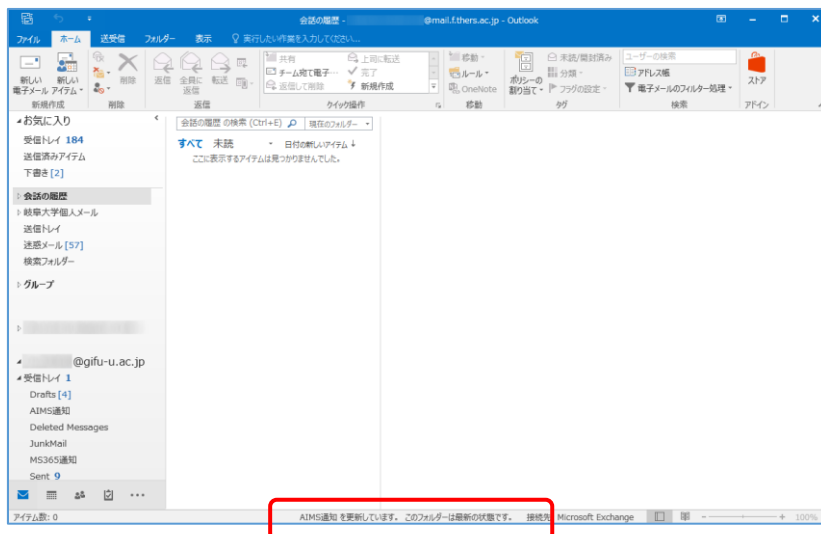 会話の履歴 - @mail.f.thers.ac.jp - Outlook
ファイル ホーム 送受信 フォルダー 表示 実行したい作業を入力してください...
新しい電子メール
新しいアイテム
新規作成
削除
削除
返信
全員に返信
転送
返信
共有
チーム宛て電子…
返信して削除
上司に転送
完了
新規作成
クイック操作
移動
ルール
OneNote
移動
ポリシーの割り当て
未読/開封済み
分類
フラグの設定
タグ
ユーザーの検索
アドレス帳
電子メールのフィルター処理
検索
ストア
アドイン
お気に入り
受信トレイ 184
送信済みアイテム
下書き [2]
会話の履歴
岐阜大学個人メール
送信トレイ
迷惑メール [57]
検索フォルダー
グループ
@gifu-u.ac.jp
受信トレイ 1
Drafts [4]
AIMS通知
Deleted Messages
JunkMail
MS365通知
Sent 9
会話の履歴 の検索 (Ctrl+E) 現在のフォルダー
すべて 未読 日付の新しいアイテム ↓
ここに表示するアイテムは見つかりませんでした。
アイテム数: 0 AIMS通知 を更新しています。 このフォルダーは最新の状態です。 接続先: Microsoft Exchange 100%